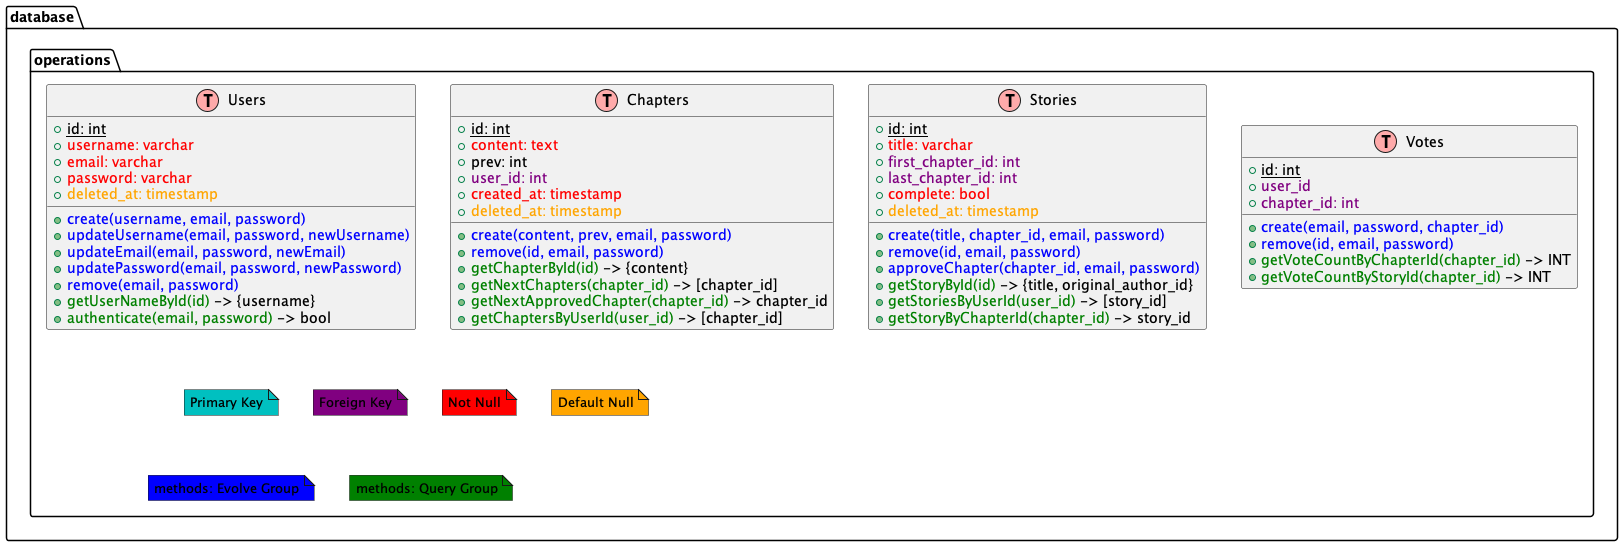 database
operations
T Users
id: int
username: varchar
email: varchar
password: varchar
deleted_at: timestamp
create(username, email, password)
updateUsername(email, password, newUsername)
updateEmail(email, password, newEmail)
updatePassword(email, password, newPassword)
remove(email, password)
getUserNameById(id) -> {username}
authenticate(email, password) -> bool
T Chapters
id: int
content: text
prev: int
user_id: int
created_at: timestamp
deleted_at: timestamp
create(content, prev, email, password)
remove(id, email, password)
getChapterById(id) -> {content}
getNextChapters(chapter_id) -> [chapter_id]
getNextApprovedChapter(chapter_id) -> chapter_id
getChaptersByUserId(user_id) -> [chapter_id]
T Stories
id: int
title: varchar
first_chapter_id: int
last_chapter_id: int
complete: bool
deleted_at: timestamp
create(title, chapter_id, email, password)
remove(id, email, password)
approveChapter(chapter_id, email, password)
getStoryById(id) -> {title, original_author_id}
getStoriesByUserId(user_id) -> [story_id]
getStoryByChapterId(chapter_id) -> story_id
T Votes
id: int
user_id
chapter_id: int
create(email, password, chapter_id)
remove(id, email, password)
getVoteCountByChapterId(chapter_id) -> INT
getVoteCountByStoryId(chapter_id) -> INT
Primary Key
Foreign Key
Not Null
Default Null
methods: Evolve Group
methods: Query Group